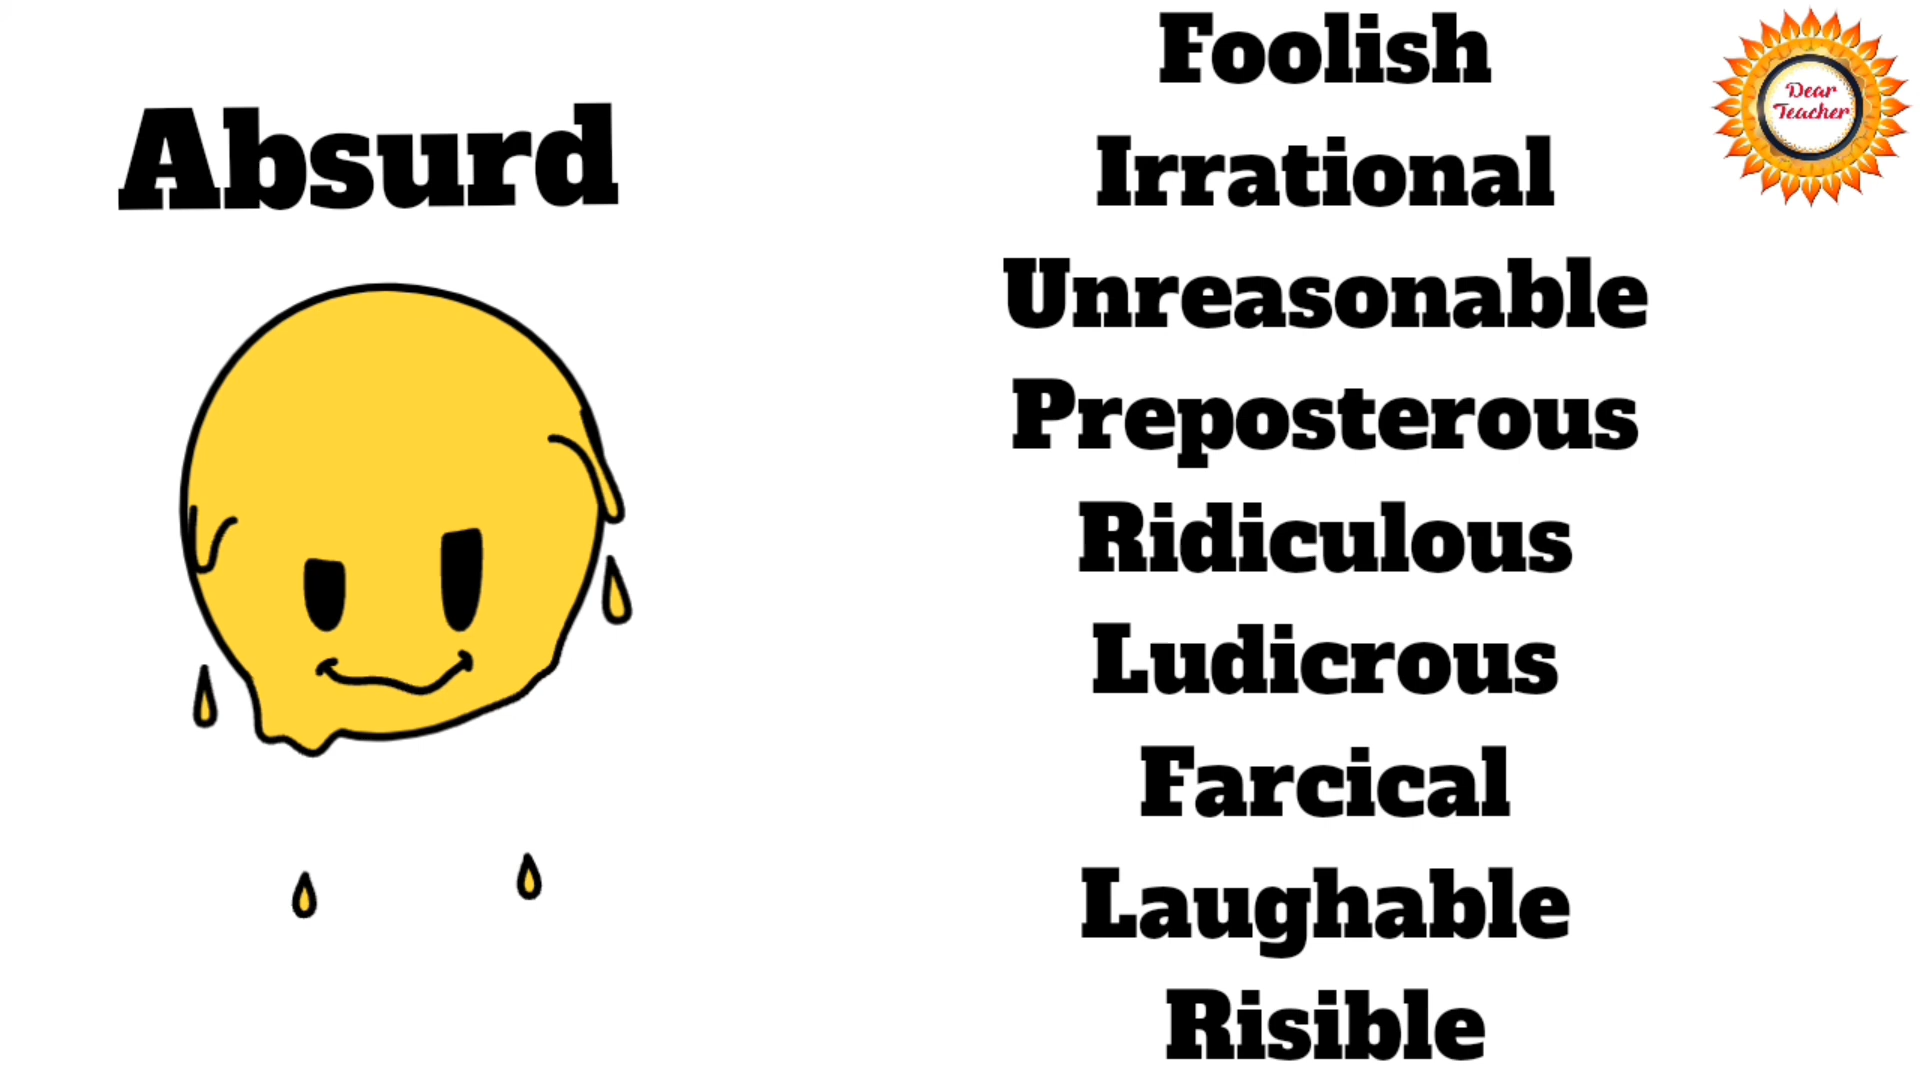 Absurd
Foolish
Irrational
Unreasonable
Preposterous
Ridiculous
Ludicrous
Farcical
Laughable
Risible
Dear
Teacher